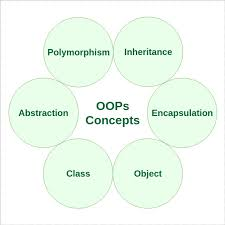 Polymorphism
Inheritance
Abstraction
OOPs
Concepts
Encapsulation
Class
Object